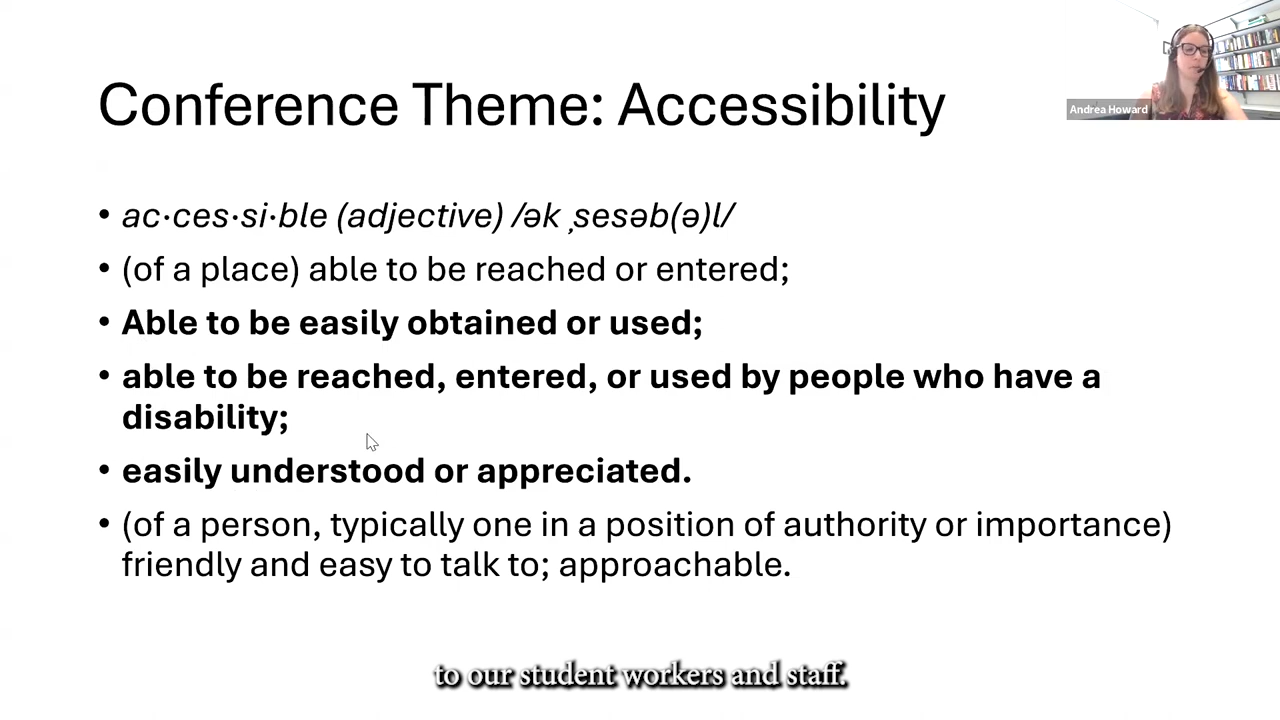 Conference Theme: Accessibility
Andrea Howard
• ac·ces·si·ble (adjective) /ək ˌsesəb(ə)l/
• (of a place) able to be reached or entered;
• Able to be easily obtained or used;
• able to be reached, entered, or used by people who have a
disability;
• easily understood or appreciated.
• (of a person, typically one in a position of authority or importance)
friendly and easy to talk to; approachable.
to our student workers and staff.